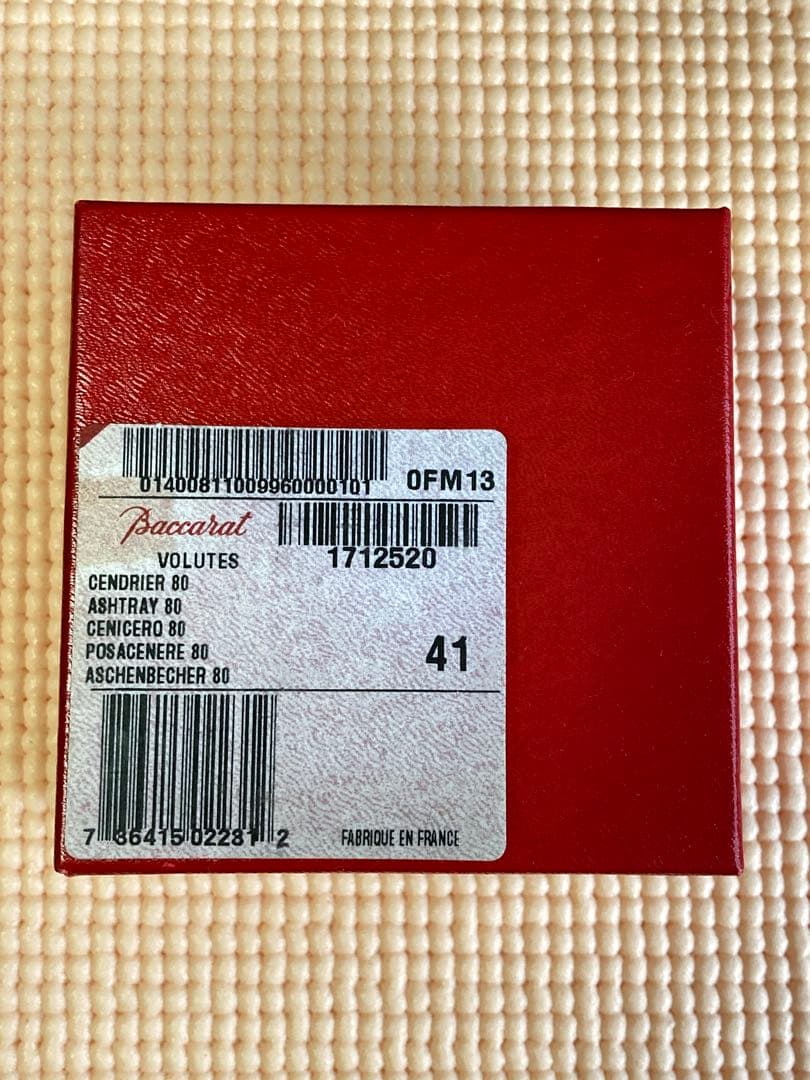 01400811009960000101
OFM13
Baccarat
1712520
VOLUTES
CENDRIER 80
ASHTRAY 80
CENICERO 80
POSACENERE 80
ASCHENBECHER 80
41
7 36415 02281 2
FABRIQUE EN FRANCE